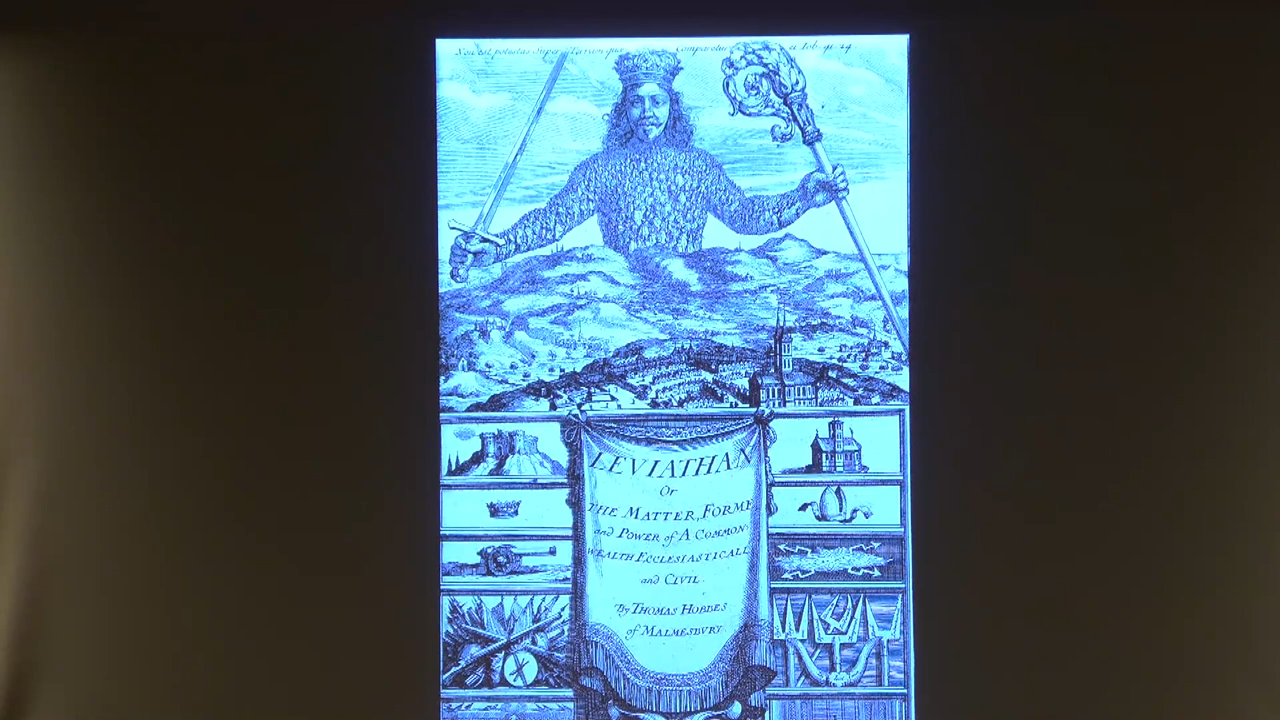 Non est potestas Super Terram quae Comparetur ei Iob. 41. 24
LEVIATHAN
Or
THE MATTER, FORME
and POWER of A COMMON-
WEALTH ECCLESIASTICALL
and CIVIL.
By THOMAS HOBBES
of MALMESBVRY.